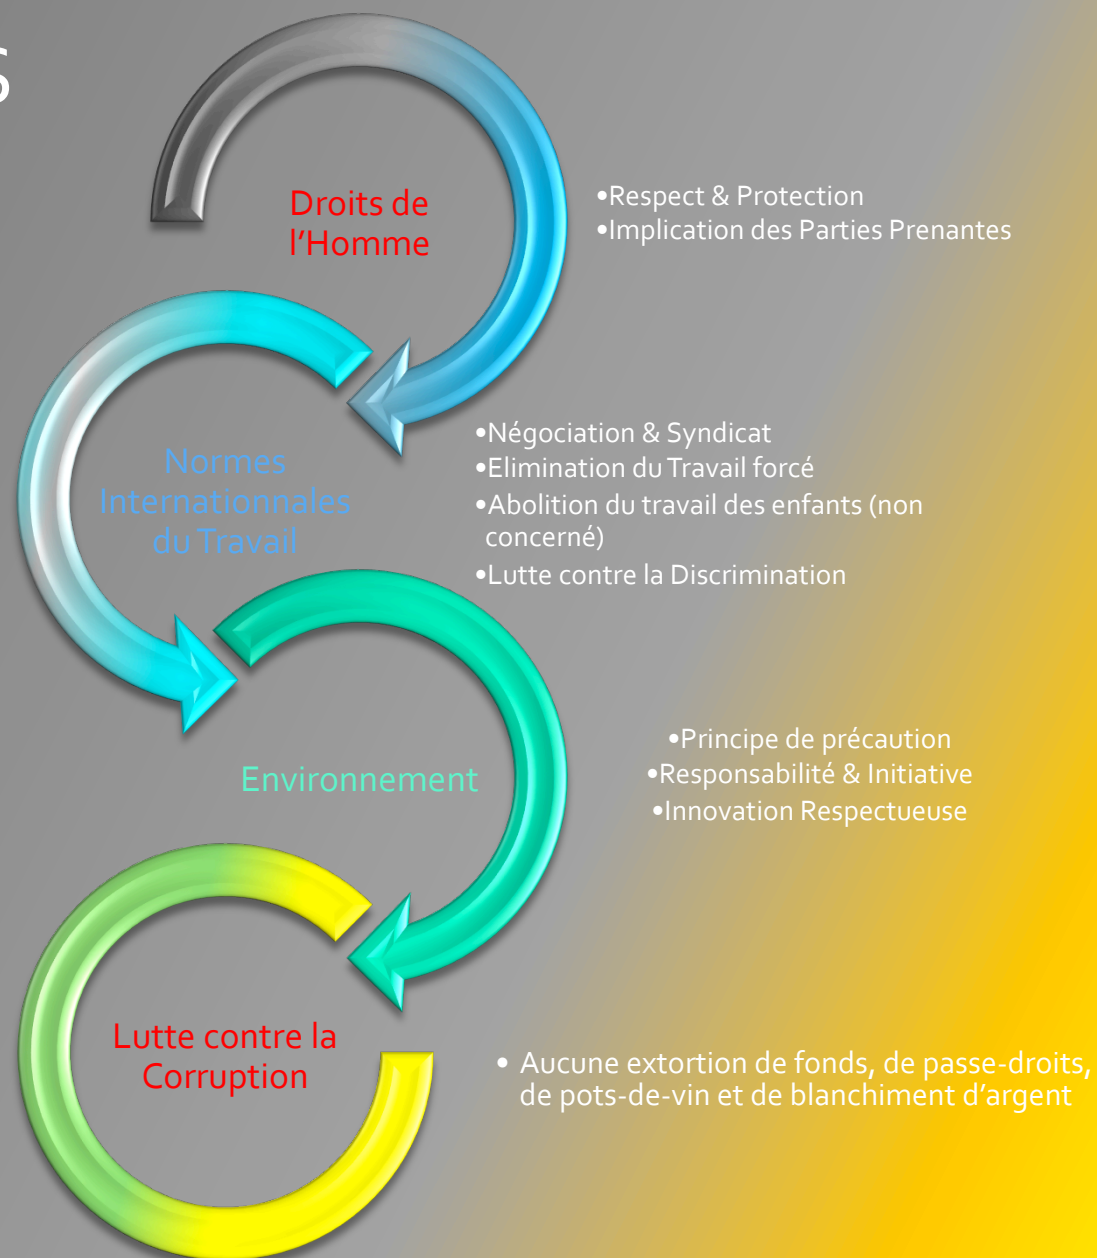 S
Droits de
l'Homme
•Respect & Protection
•Implication des Parties Prenantes
Normes
Internationnales
du Travail
•Négociation & Syndicat
•Elimination du Travail forcé
•Abolition du travail des enfants (non
concerné)
•Lutte contre la Discrimination
Environnement
•Principe de précaution
•Responsabilité & Initiative
•Innovation Respectueuse
Lutte contre la
Corruption
• Aucune extortion de fonds, de passe-droits,
de pots-de-vin et de blanchiment d'argent